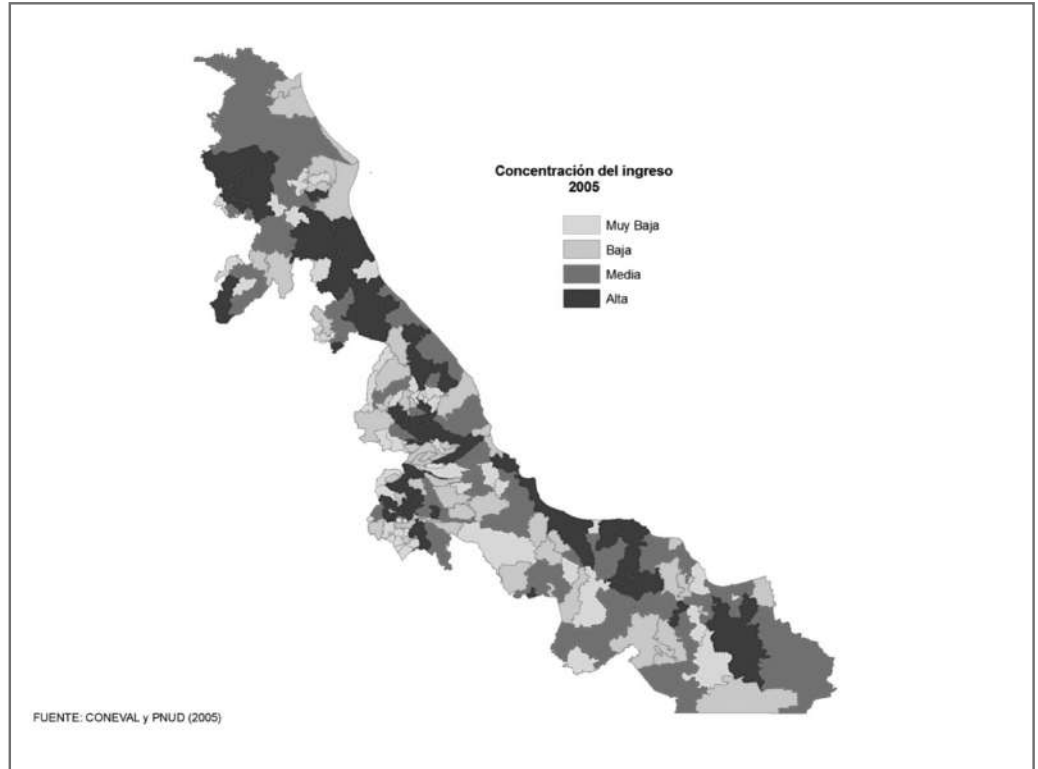 Concentración del ingreso
2005
Muy Baja
Baja
Media
Alta
FUENTE: CONEVAL y PNUD (2005)